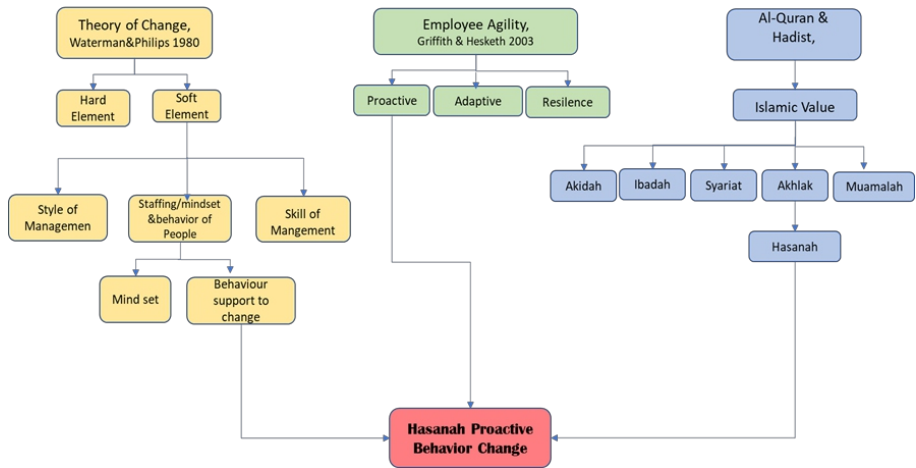 Theory of Change,
Waterman&Philips 1980
Employee Agility,
Griffith & Hesketh 2003
Al-Quran &
Hadist,
Hard
Element
Soft
Element
Proactive
Adaptive
Resilence
Islamic Value
Akidah
Ibadah
Syariat
Akhlak
Muamalah
Style of
Managemen
Staffing/mindset
&behavior of
People
Skill of
Mangement
Hasanah
Mind set
Behaviour
support to
change
Hasanah Proactive
Behavior Change